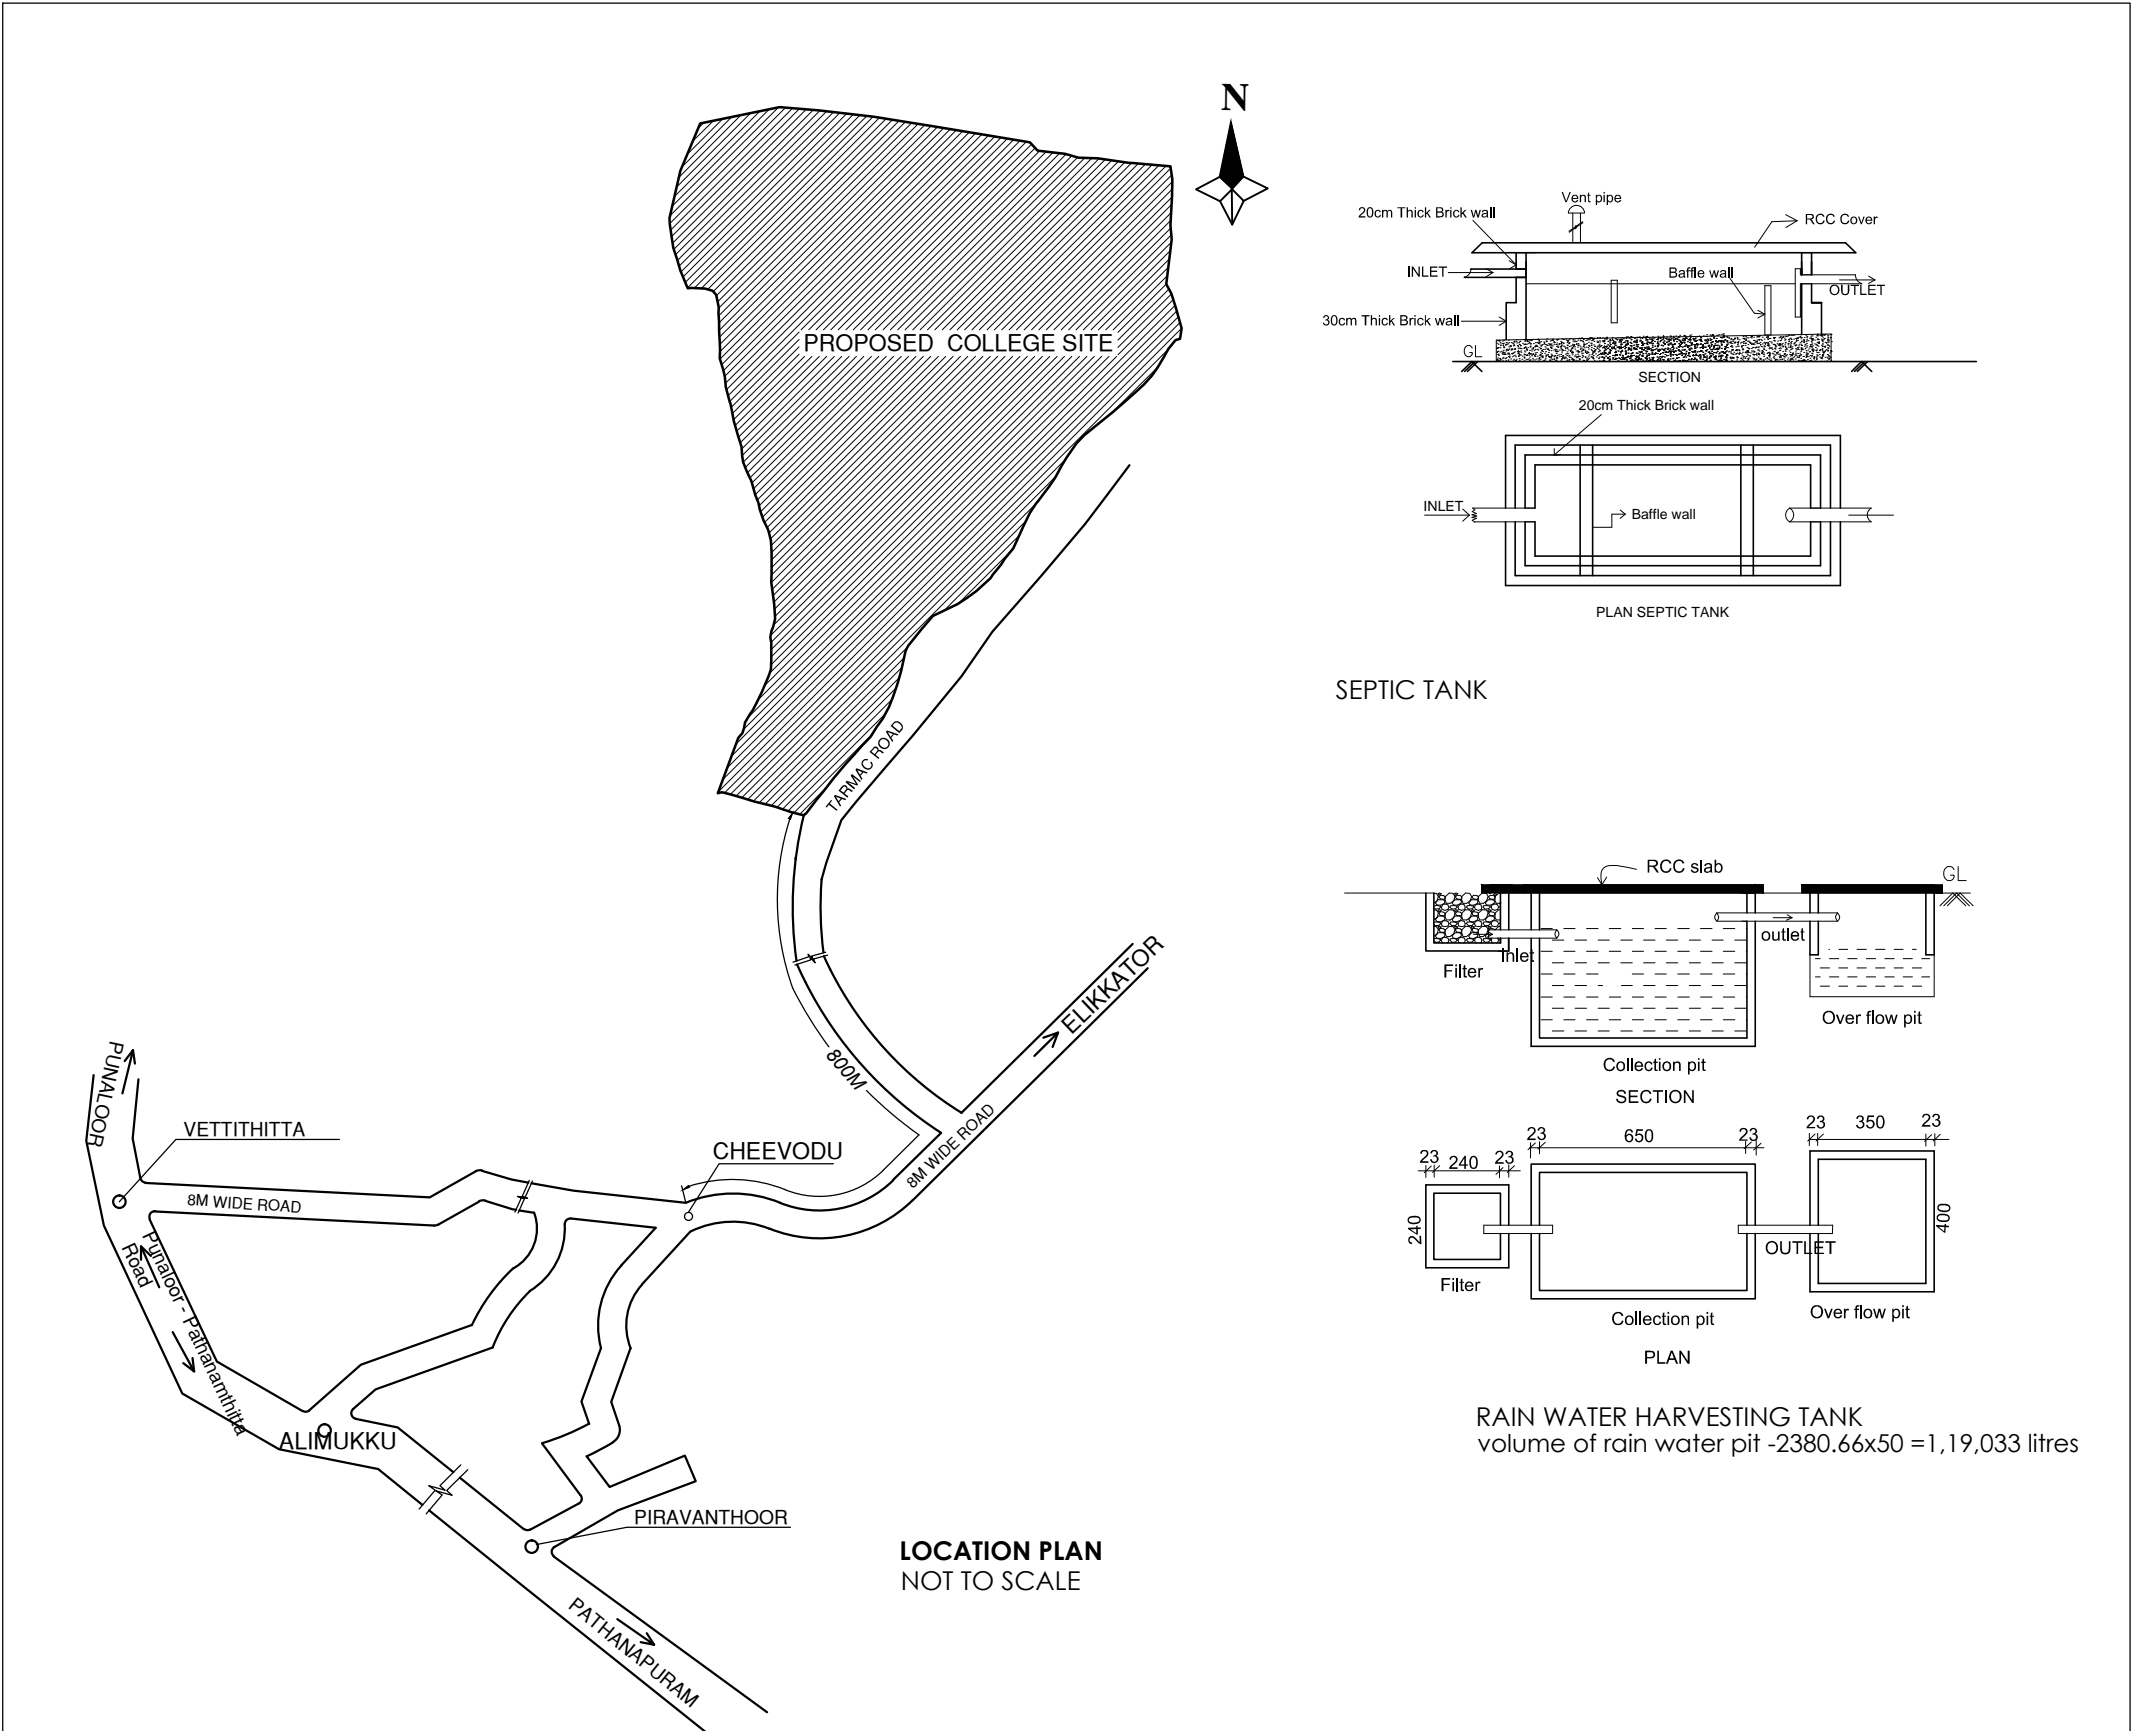 N
PROPOSED COLLEGE SITE
TARMAC ROAD
800M
ELIKKATOR
8M WIDE ROAD
CHEEVODU
PUNALOOR
VETTITHITTA
8M WIDE ROAD
Punaloor - Pathanamthitta
Road
ALIMUKKU
PIRAVANTHOOR
PATHANAPURAM
LOCATION PLAN
NOT TO SCALE
Vent pipe
20cm Thick Brick wall
RCC Cover
INLET
Baffle wall
OUTLET
30cm Thick Brick wall
GL
SECTION
20cm Thick Brick wall
INLET
Baffle wall
PLAN SEPTIC TANK
SEPTIC TANK
RCC slab
GL
outlet
Inlet
Filter
Over flow pit
Collection pit
SECTION
23 350 23
23 650 23
23 240 23
240
400
OUTLET
Filter
Over flow pit
Collection pit
PLAN
RAIN WATER HARVESTING TANK
volume of rain water pit -2380.66x50 =1,19,033 litres